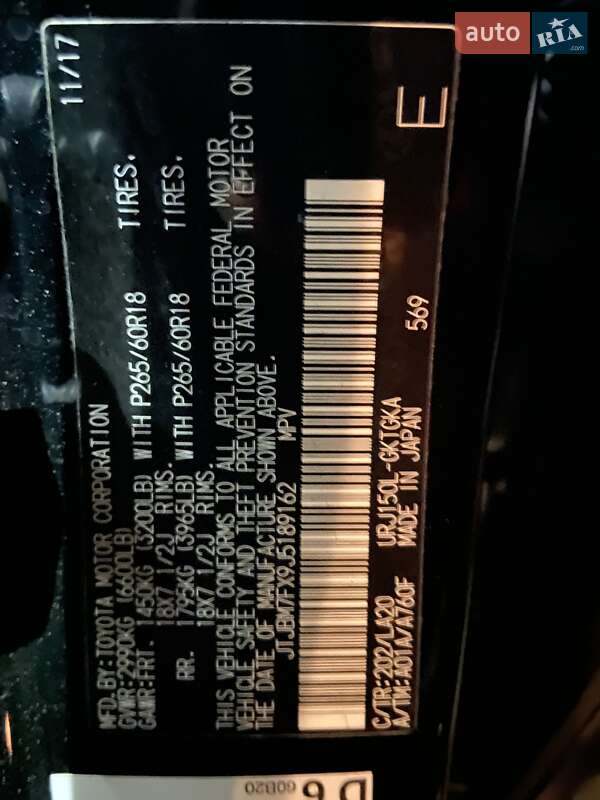 auto RIA.com
MFD.BY:TOYOTA MOTOR CORPORATION 11/17
GVWR:2990KG (6600LB)
GAWR:FRT. 1450KG (3200LB) WITH P265/60R18 TIRES.
18X7 1/2J RIMS.
RR. 1795KG (3965LB) WITH P265/60R18 TIRES.
18X7 1/2J RIMS.
THIS VEHICLE CONFORMS TO ALL APPLICABLE FEDERAL MOTOR
VEHICLE SAFETY AND THEFT PREVENTION STANDARDS IN EFFECT ON
THE DATE OF MANUFACTURE SHOWN ABOVE.
JTJBM7FX9J5189162 MPV
C/TR:202/LA20 URJ150L-GKTGKA
A/TM:A01A/A760F MADE IN JAPAN 569 E
60B20